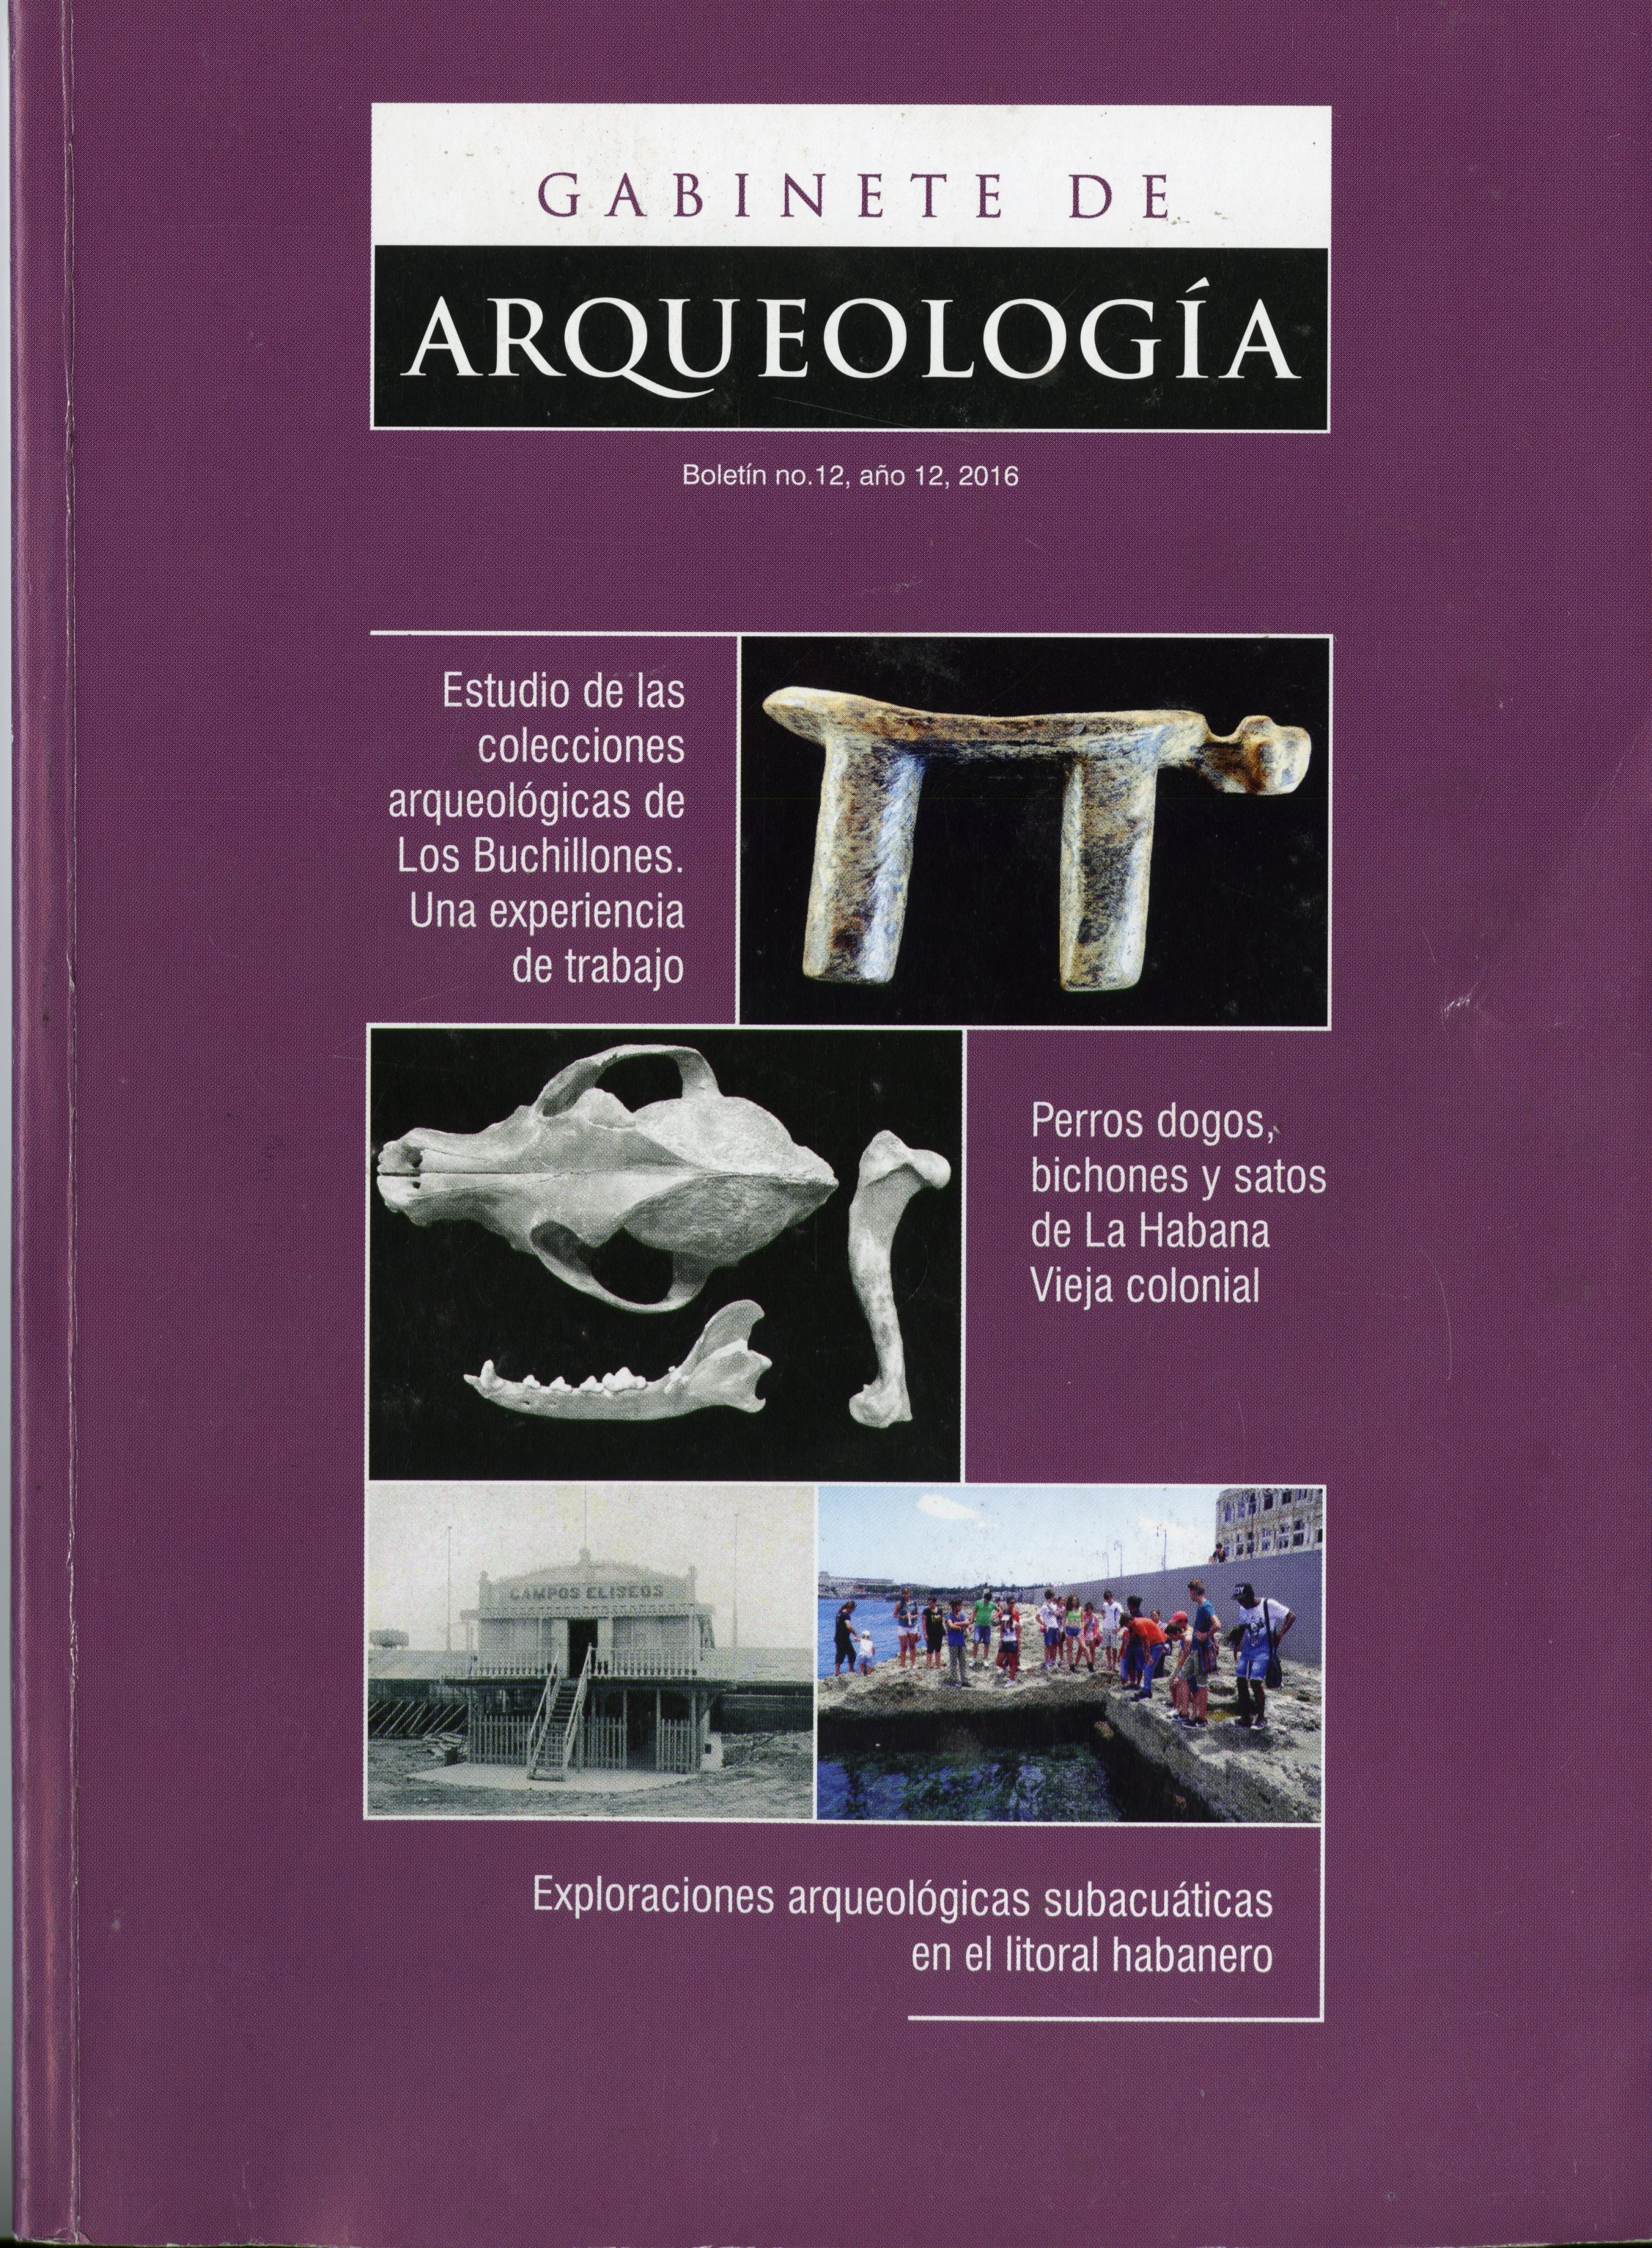 GABINETE DE
ARQUEOLOGÍA
Boletín no.12, año 12, 2016
Estudio de las
colecciones
arqueológicas de
Los Buchillones.
Una experiencia
de trabajo
Perros dogos,
bichones y satos
de La Habana
Vieja colonial
CAMPOS ELISEOS
Exploraciones arqueológicas subacuáticas
en el litoral habanero